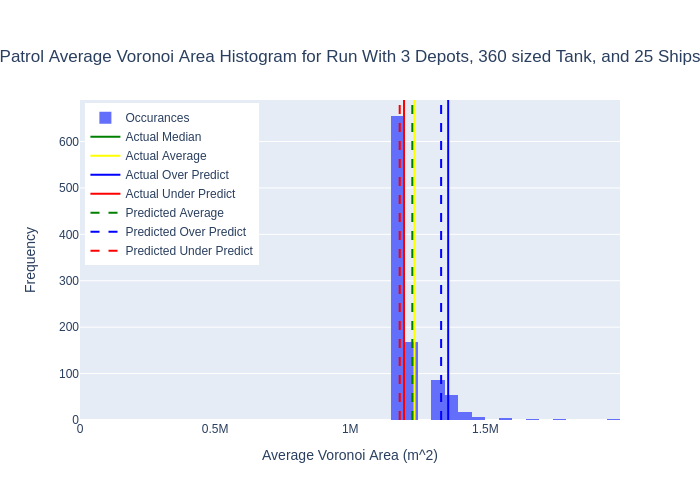 Patrol Average Voronoi Area Histogram for Run With 3 Depots, 360 sized Tank, and 25 Ships
Occurances
Actual Median
Actual Average
Actual Over Predict
Actual Under Predict
Predicted Average
Predicted Over Predict
Predicted Under Predict
600
500
400
300
200
100
0
Frequency
0
0.5M
1M
1.5M
Average Voronoi Area (m^2)